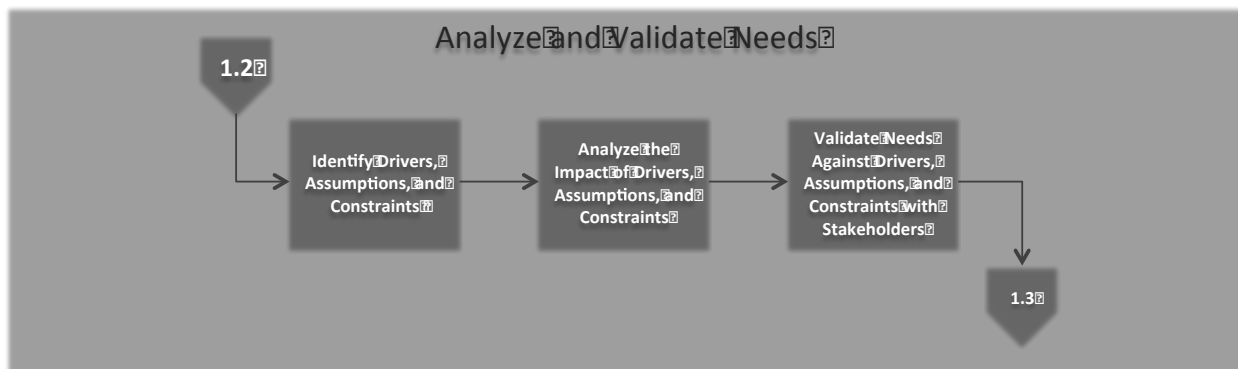 Analyze and Validate Needs
1.2
Identify Drivers,
Assumptions, and
Constraints
Analyze the
Impact of Drivers,
Assumptions, and
Constraints
Validate Needs
Against Drivers,
Assumptions, and
Constraints with
Stakeholders
1.3